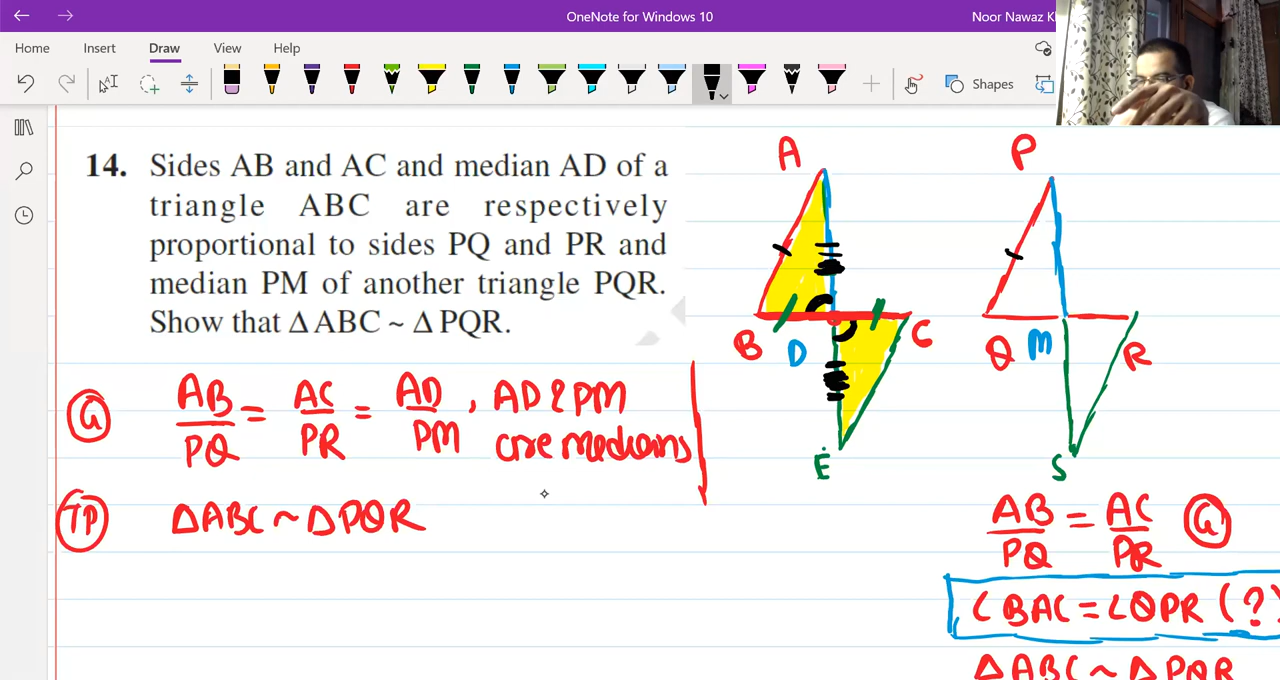 OneNote for Windows 10
Noor Nawaz Kh
Home Insert Draw View Help
Shapes
14. Sides AB and AC and median AD of a
triangle ABC are respectively
proportional to sides PQ and PR and
median PM of another triangle PQR.
Show that Δ ABC ~ Δ PQR.
A
P
B
D
C
Q
M
R
E
S
G
AB/PQ = AC/PR = AD/PM , AD & PM
are medians
TP
ΔABC ~ ΔPQR
AB/PQ = AC/PR G
∠BAC = ∠QPR (?)
ΔABC ~ ΔPQR